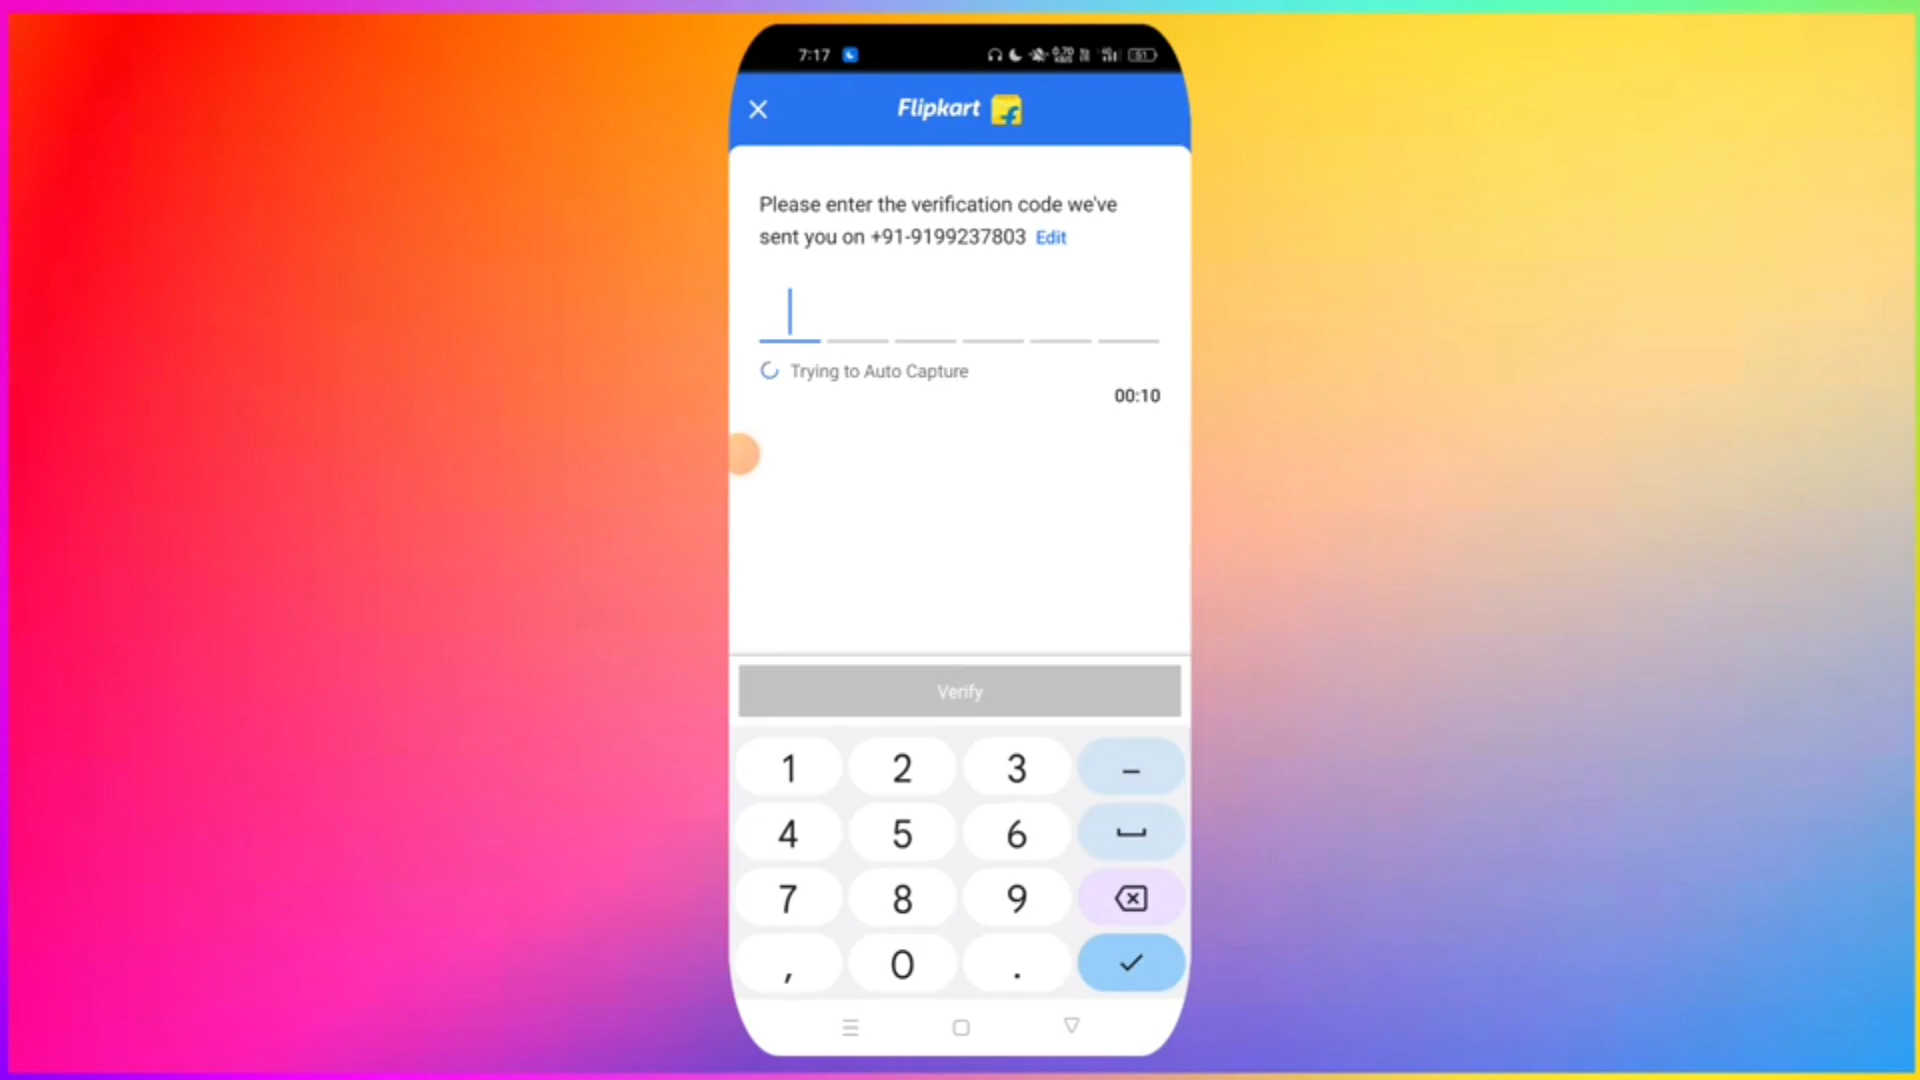 7:17
Flipkart
Please enter the verification code we've
sent you on +91-9199237803 Edit
Trying to Auto Capture
00:10
Verify
1 2 3 –
4 5 6
7 8 9
, 0 .